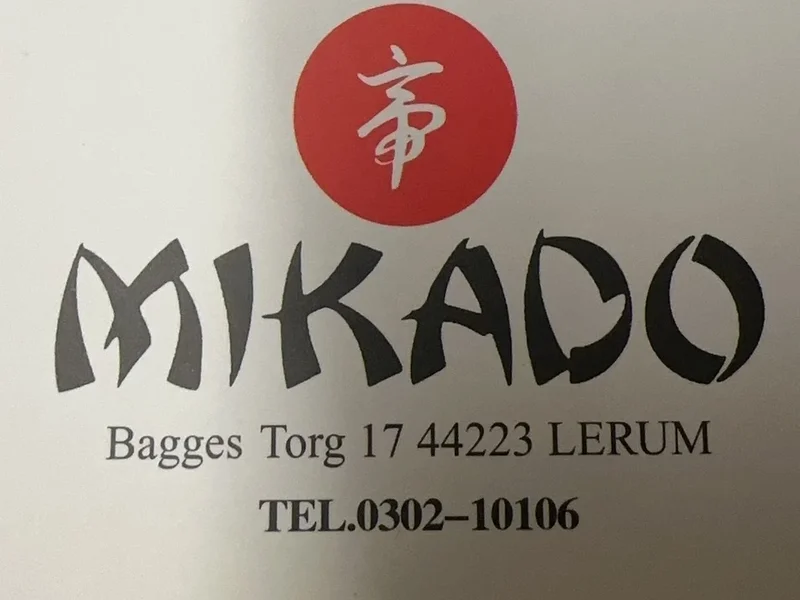 帝
MIKADO
Bagges Torg 17 44223 LERUM
TEL.0302-10106